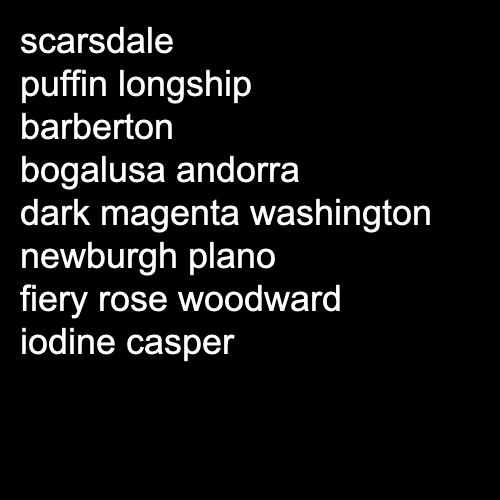 scarsdale
puffin longship
barberton
bogalusa andorra
dark magenta washington
newburgh plano
fiery rose woodward
iodine casper